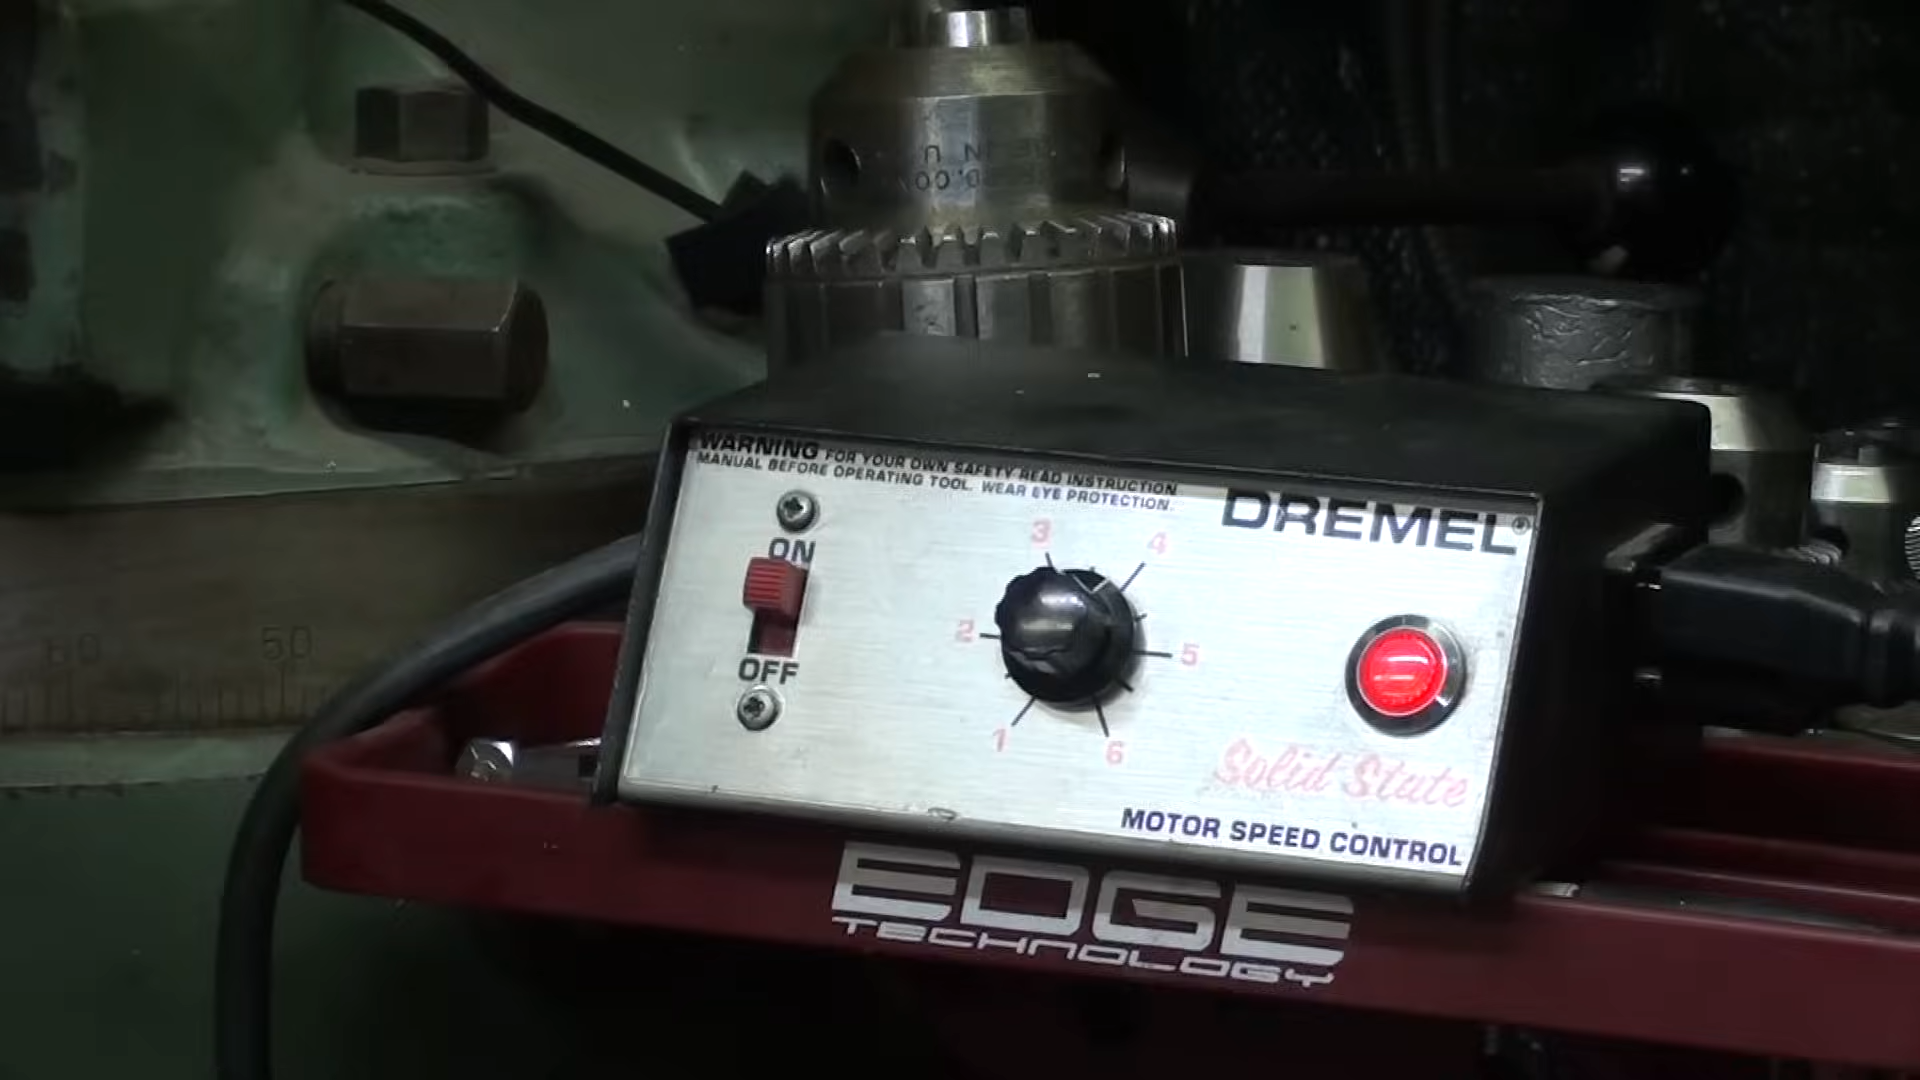 WARNING FOR YOUR OWN SAFETY READ INSTRUCTION
MANUAL BEFORE OPERATING TOOL. WEAR EYE PROTECTION.
DREMEL®
ON
OFF
1
2
3
4
5
6
Solid State
MOTOR SPEED CONTROL
EDGE
TECHNOLOGY
60 50